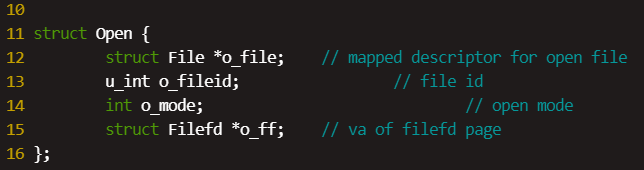 10
11 struct Open {
12 struct File *o_file; // mapped descriptor for open file
13 u_int o_fileid; // file id
14 int o_mode; // open mode
15 struct Filefd *o_ff; // va of filefd page
16 };